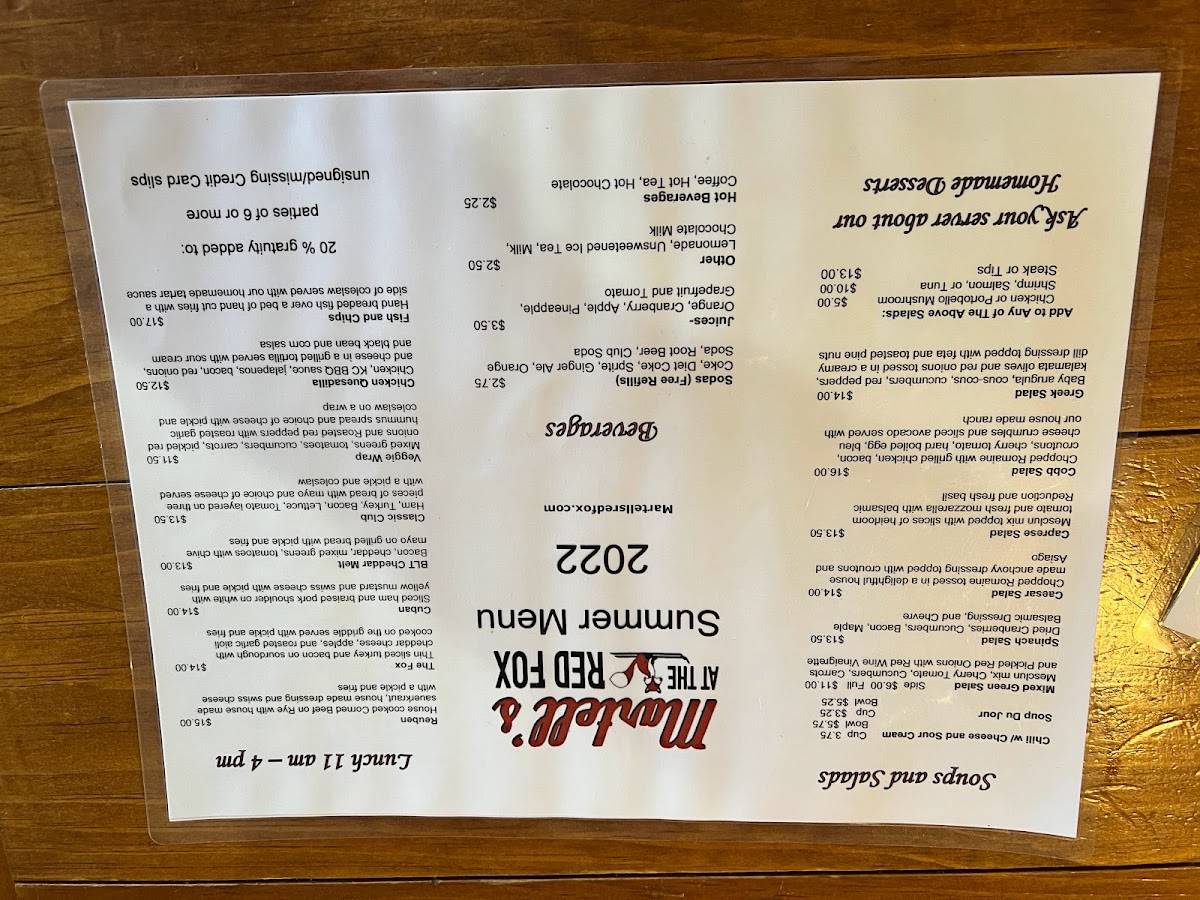 Soups and Salads
Chili w/ Cheese and Sour Cream Cup 3.75
Bowl $5.75
Soup Du Jour Cup $3.25
Bowl $5.25
Mixed Green Salad Side $6.00 Full $11.00
Mesclun mix, Cherry Tomato, Cucumbers, Carrots
and Pickled Red Onions with Red Wine Vinaigrette
Spinach Salad $13.50
Dried Cranberries, Cucumbers, Bacon, Maple
Balsamic Dressing, and Chevre
Caesar Salad $14.00
Chopped Romaine tossed in a delightful house
made anchovy dressing topped with croutons and
Asiago
Caprese Salad $13.50
Mesclun mix topped with slices of heirloom
tomato and fresh mozzarella with balsamic
Reduction and fresh basil
Cobb Salad $16.00
Chopped Romaine with grilled chicken, bacon,
croutons, cherry tomato, hard boiled egg, bleu
cheese crumbles and sliced avocado served with
our house made ranch
Greek Salad $14.00
Baby arugula, cous-cous, cucumbers, red peppers,
kalamata olives and red onions tossed in a creamy
dill dressing topped with feta and toasted pine nuts
Add to Any of The Above Salads:
Chicken or Portobello Mushroom $5.00
Shrimp, Salmon, or Tuna $10.00
Steak or Tips $13.00
Ask your server about our
Homemade Desserts
Martell's
AT THE RED FOX
Summer Menu
2022
Martellsredfox.com
Beverages
Sodas (Free Refills) $2.75
Coke, Diet Coke, Sprite, Ginger Ale, Orange
Soda, Root Beer, Club Soda
Juices- $3.50
Orange, Cranberry, Apple, Pineapple,
Grapefruit and Tomato
Other $2.50
Lemonade, Unsweetened Ice Tea, Milk,
Chocolate Milk
Hot Beverages $2.25
Coffee, Hot Tea, Hot Chocolate
Lunch 11 am – 4 pm
Reuben $15.00
House cooked Corned Beef on Rye with house made
sauerkraut, house made dressing and swiss cheese
with a pickle and fries
The Fox $14.00
Thin sliced turkey and bacon on sourdough with
cheddar cheese, apples, and roasted garlic aioli
cooked on the griddle served with pickle and fries
Cuban $14.00
Sliced ham and braised pork shoulder on white with
yellow mustard and swiss cheese with pickle and fries
BLT Cheddar Melt $13.00
Bacon, cheddar, mixed greens, tomatoes with chive
mayo on grilled bread with pickle and fries
Classic Club $13.50
Ham, Turkey, Bacon, Lettuce, Tomato layered on three
pieces of bread with mayo and choice of cheese served
with a pickle and coleslaw
Veggie Wrap $11.50
Mixed greens, tomatoes, cucumbers, carrots, pickled red
onions and Roasted red peppers with roasted garlic
hummus spread and choice of cheese with pickle and
coleslaw on a wrap
Chicken Quesadilla $12.50
Chicken, KC BBQ sauce, jalapenos, bacon, red onions,
and cheese in a grilled tortilla served with sour cream
and black bean and corn salsa
Fish and Chips $17.00
Hand breaded fish over a bed of hand cut fries with a
side of coleslaw served with our homemade tartar sauce
20 % gratuity added to:
parties of 6 or more
unsigned/missing Credit Card slips